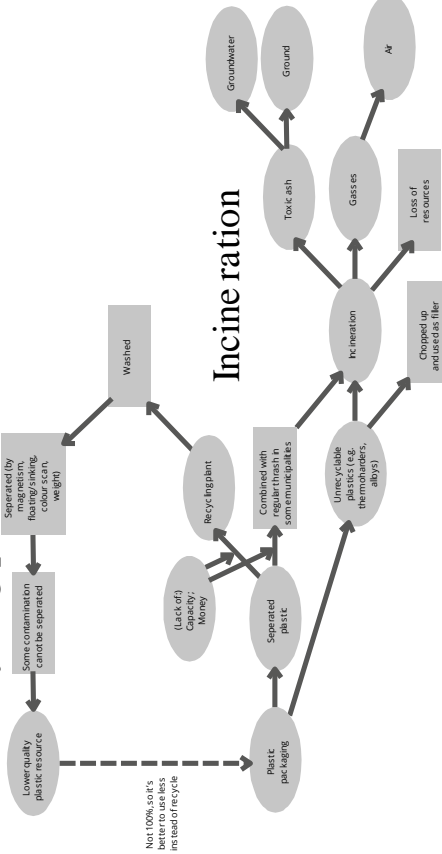 Groundwater
Ground
Air
Toxic ash
Gasses
Loss of
resources
Incineration
Incineration
Chopped up
and used as filler
Washed
Seperated (by
magnetism,
floating/sinking,
colour scan,
weight)
Recycling plant
Combined with
regular thrash in
some municipalities
Unrecyclable
plastics (e.g.
thermoharders,
alloys)
Some contamination
canot be seperated
(Lack of:)
Capacity;
Money
Seperated
plastic
Lower quality
plastic resource
Plastic
packaging
Not 100%, so it's
better to use less
instead of recycle